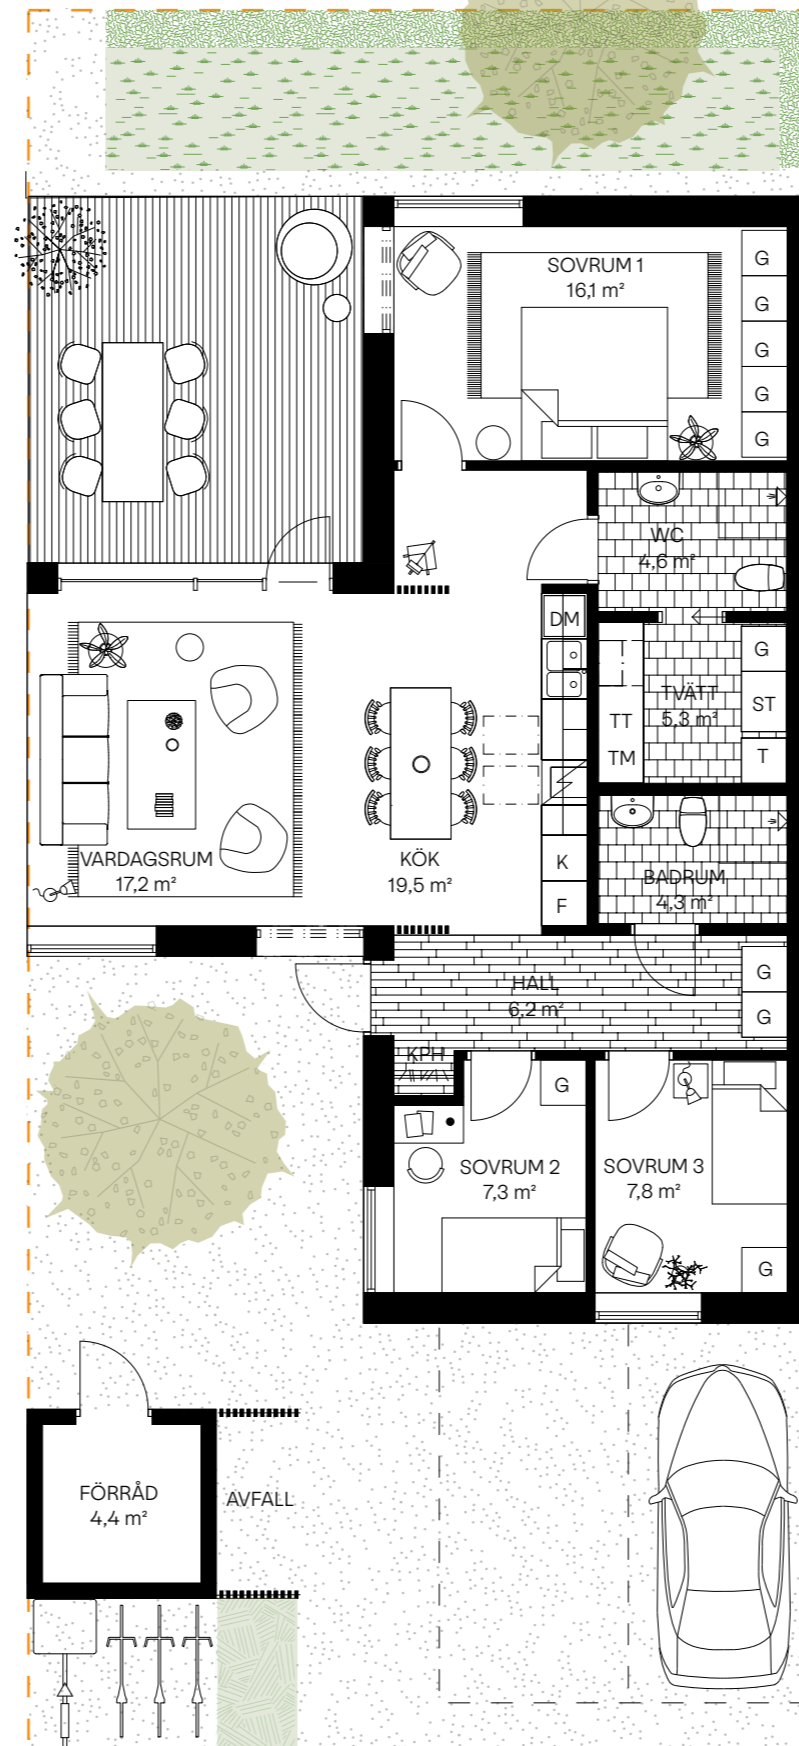 SOVRUM 1
16,1 m²
G
G
G
G
G
WC
4,6 m²
DM
TVÄTT
5,3 m²
G
ST
T
TT
TM
VARDAGSRUM
17,2 m²
KÖK
19,5 m²
K
F
BADRUM
4,3 m²
HALL
6,2 m²
G
G
KPH
G
SOVRUM 2
7,3 m²
SOVRUM 3
7,8 m²
G
FÖRRÅD
4,4 m²
AVFALL